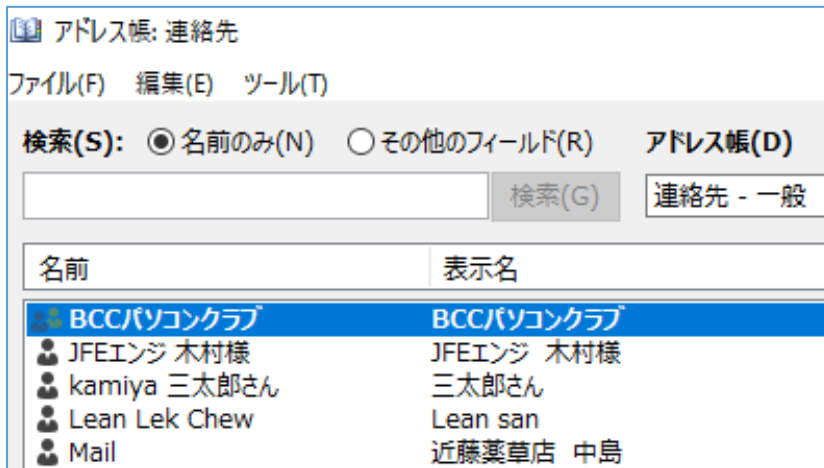 アドレス帳: 連絡先
ファイル(F) 編集(E) ツール(T)
検索(S): 名前のみ(N) その他のフィールド(R) アドレス帳(D)
検索(G) 連絡先 - 一般
名前 表示名
BCCパソコンクラブ BCCパソコンクラブ
JFEエンジ 木村様 JFEエンジ 木村様
kamiya 三太郎さん 三太郎さん
Lean Lek Chew Lean san
Mail 近藤薬草店 中島